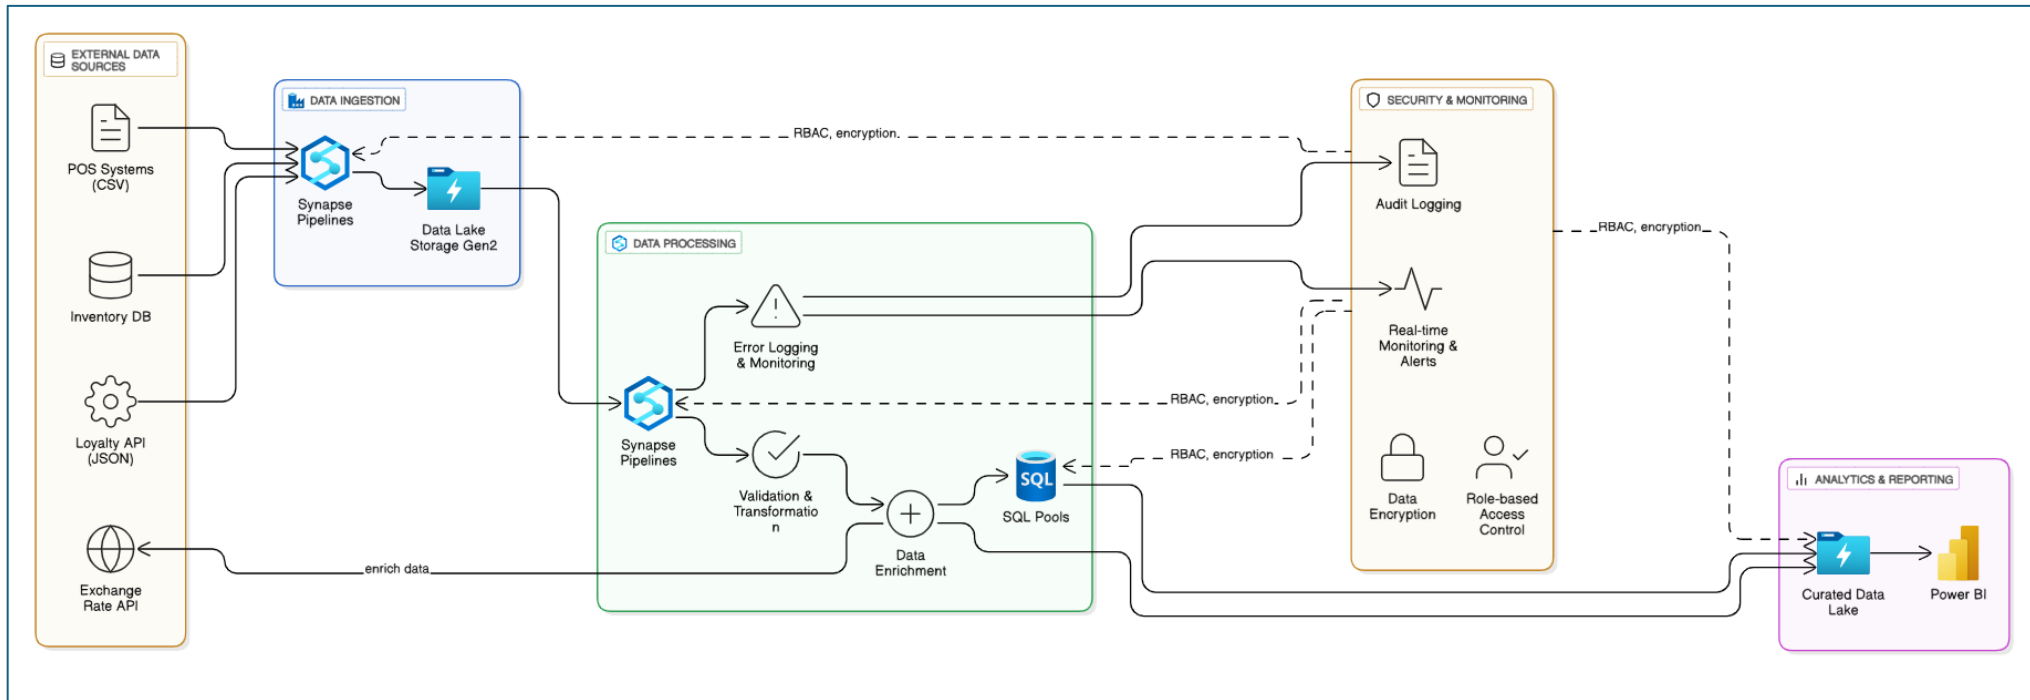 EXTERNAL DATA
SOURCES
POS Systems
(CSV)
Inventory DB
Loyalty API
(JSON)
Exchange
Rate API
DATA INGESTION
Synapse
Pipelines
Data Lake
Storage Gen2
RBAC, encryption
DATA PROCESSING
Error Logging
& Monitoring
Synapse
Pipelines
Validation &
Transformatio
n
Data
Enrichment
SQL
SQL Pools
enrich data
RBAC, encryption
RBAC, encryption
SECURITY & MONITORING
Audit Logging
Real-time
Monitoring &
Alerts
Data
Encryption
Role-based
Access
Control
RBAC, encryption
ANALYTICS & REPORTING
Curated Data
Lake
Power BI